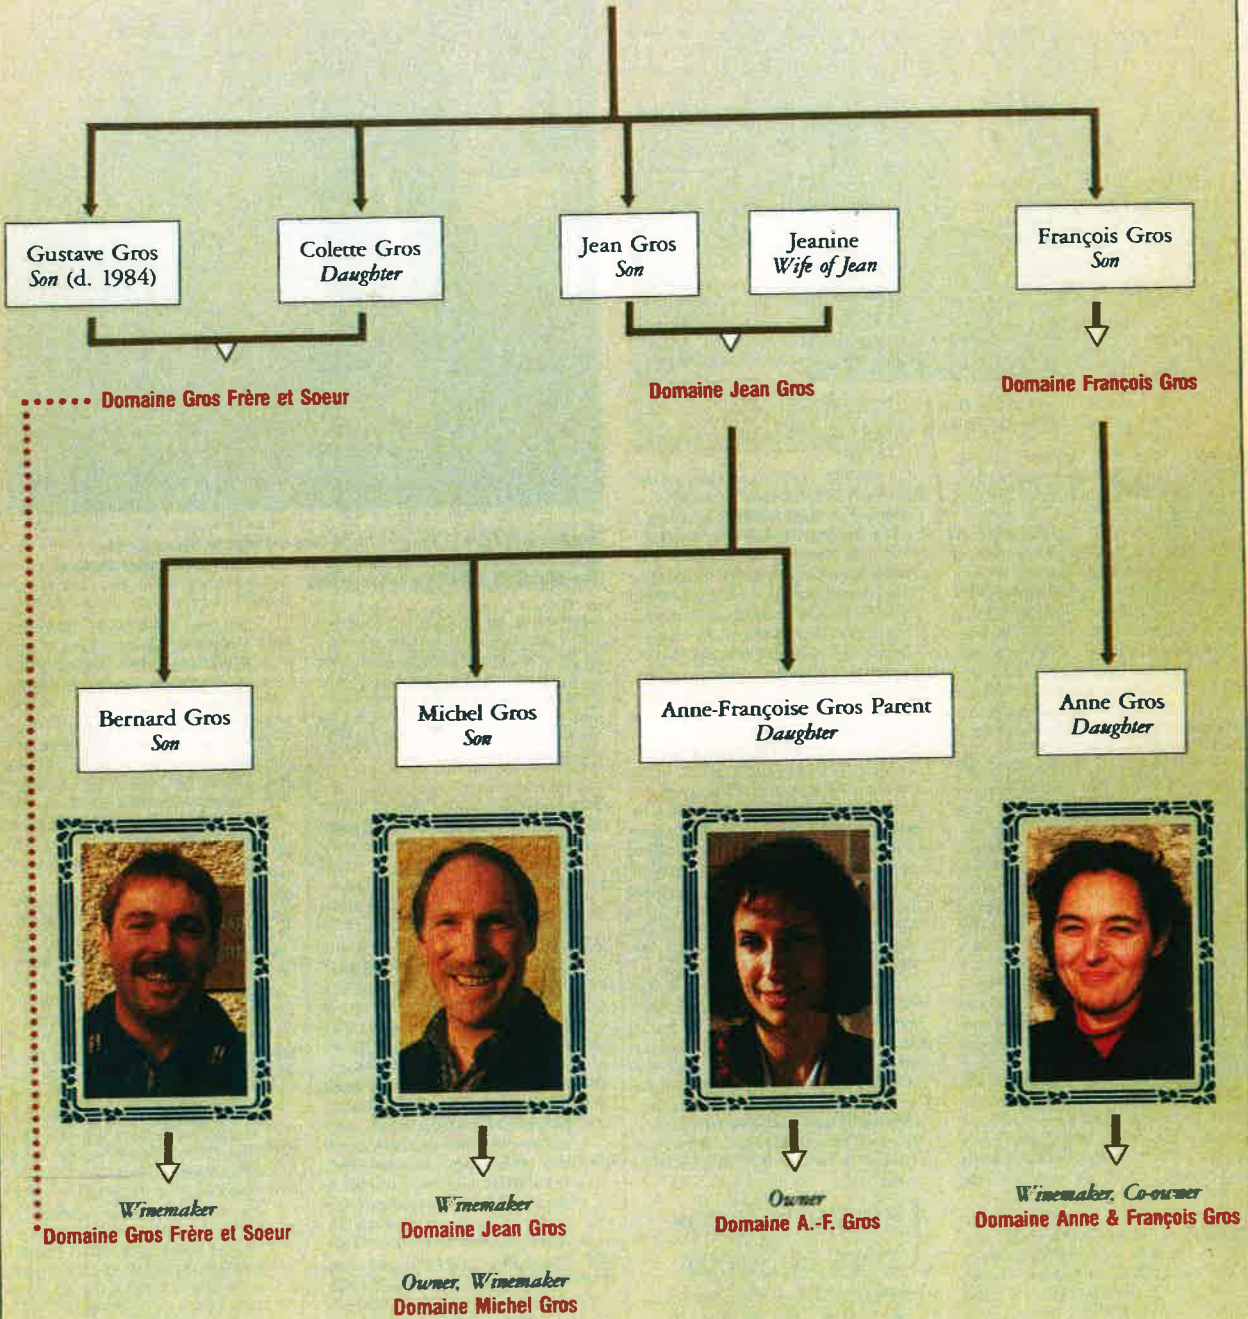 Gustave Gros
Son (d. 1984)
Colette Gros
Daughter
Jean Gros
Son
Jeanine
Wife of Jean
François Gros
Son
Domaine Gros Frère et Soeur
Domaine Jean Gros
Domaine François Gros
Bernard Gros
Son
Michel Gros
Son
Anne-Françoise Gros Parent
Daughter
Anne Gros
Daughter
Winemaker
Domaine Gros Frère et Soeur
Winemaker
Domaine Jean Gros
Owner, Winemaker
Domaine Michel Gros
Owner
Domaine A.-F. Gros
Winemaker, Co-owner
Domaine Anne & François Gros